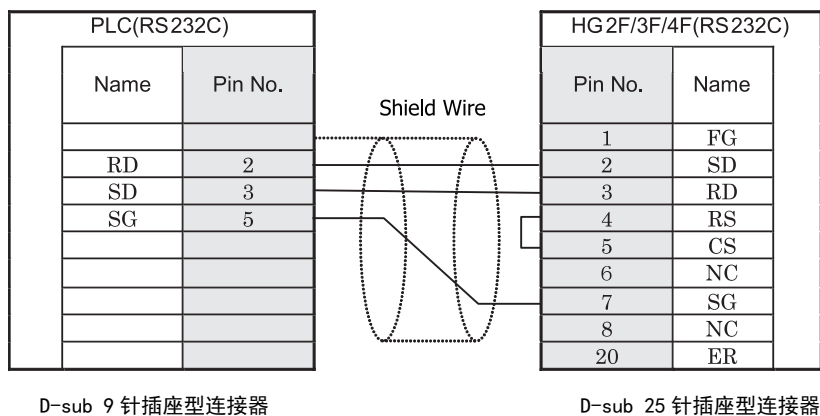 PLC(RS232C) HG2F/3F/4F(RS232C)
Name Pin No. Shield Wire Pin No. Name
1 FG
RD 2 2 SD
SD 3 3 RD
SG 5 4 RS
5 CS
6 NC
7 SG
8 NC
20 ER
D-sub 9 针插座型连接器 D-sub 25 针插座型连接器